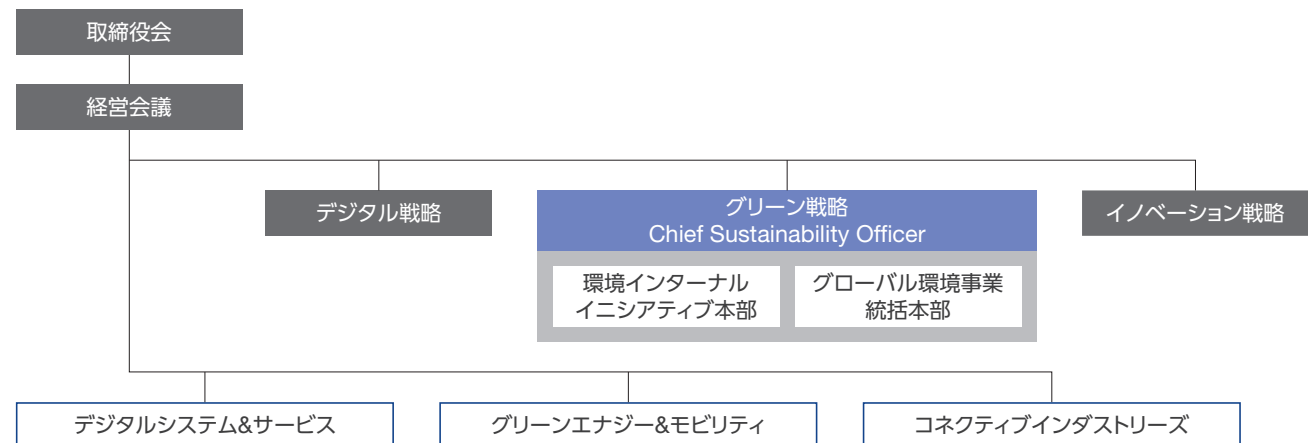 取締役会
経営会議
デジタル戦略
グリーン戦略
Chief Sustainability Officer
イノベーション戦略
環境インターナル
イニシアティブ本部
グローバル環境事業
統括本部
デジタルシステム&サービス
グリーンエナジー&モビリティ
コネクティブインダストリーズ